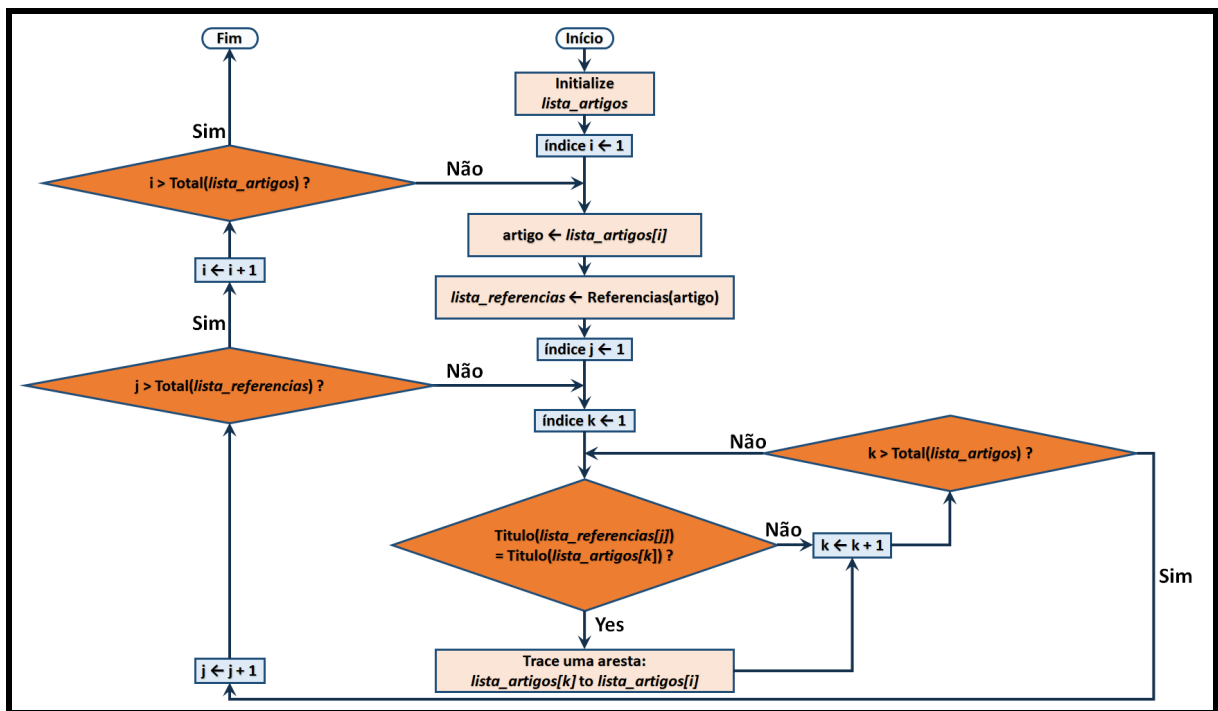 Início
Initialize
lista_artigos
índice i ← 1
artigo ← lista_artigos[i]
lista_referencias ← Referencias(artigo)
índice j ← 1
índice k ← 1
Titulo(lista_referencias[j])
= Titulo(lista_artigos[k]) ?
Não
Yes
Trace uma aresta:
lista_artigos[k] to lista_artigos[i]
k ← k + 1
k > Total(lista_artigos) ?
Não
Sim
j ← j + 1
j > Total(lista_referencias) ?
Não
Sim
i ← i + 1
i > Total(lista_artigos) ?
Não
Sim
Fim